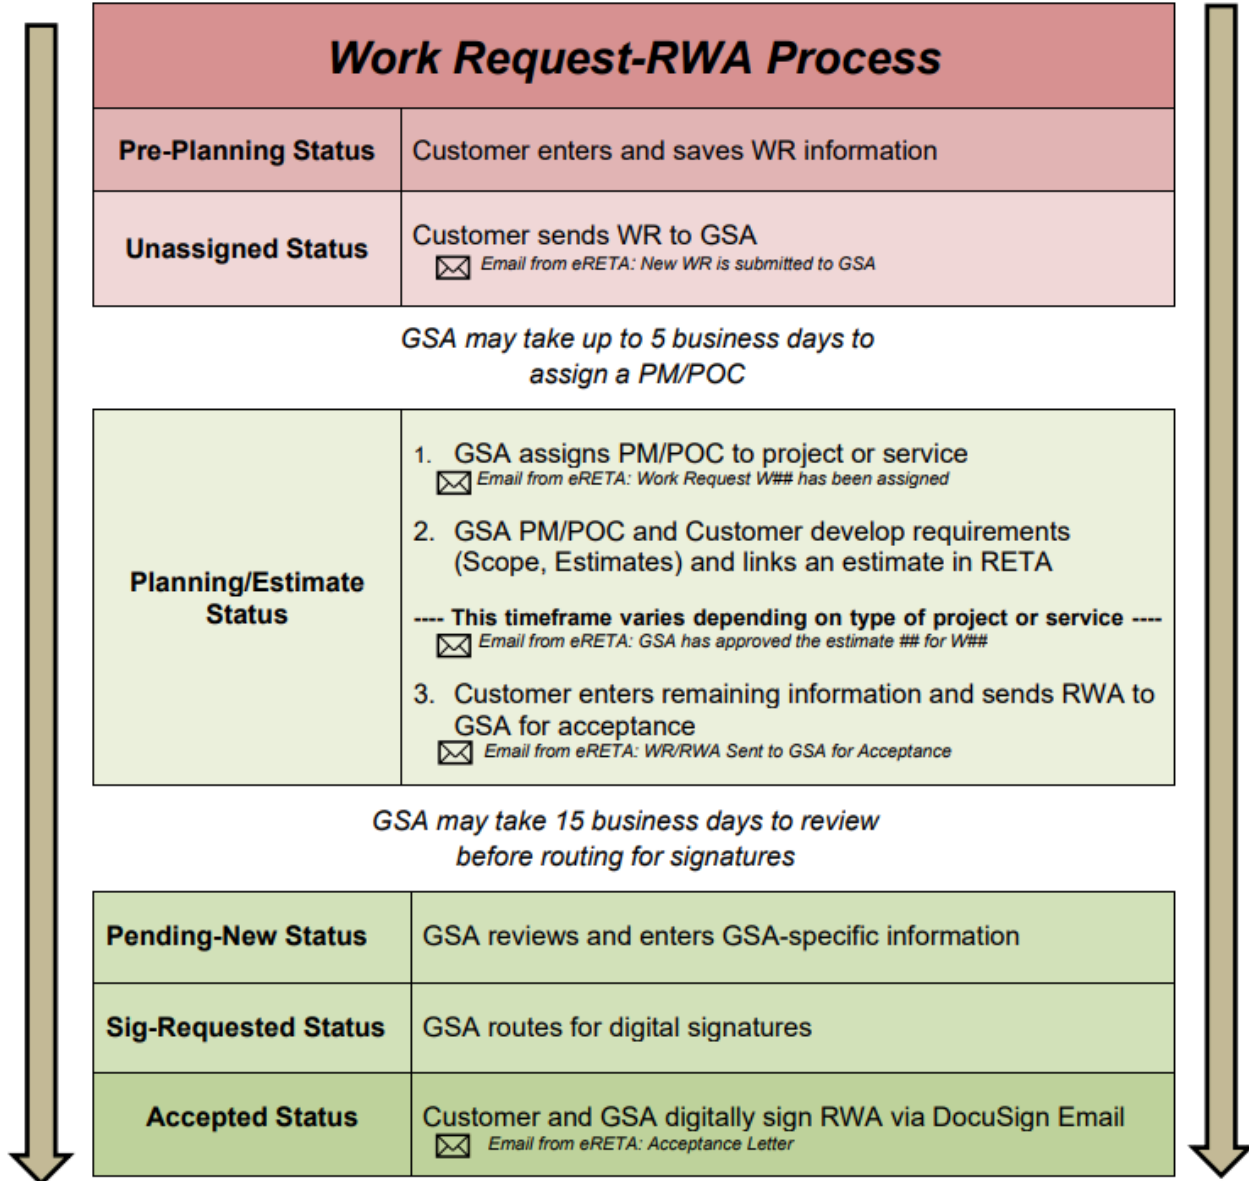 Work Request-RWA Process
Pre-Planning Status
Customer enters and saves WR information
Unassigned Status
Customer sends WR to GSA
Email from eRETA: New WR is submitted to GSA
GSA may take up to 5 business days to
assign a PM/POC
Planning/Estimate
Status
1. GSA assigns PM/POC to project or service
Email from eRETA: Work Request W## has been assigned
2. GSA PM/POC and Customer develop requirements
(Scope, Estimates) and links an estimate in RETA
---- This timeframe varies depending on type of project or service ----
Email from eRETA: GSA has approved the estimate ## for W##
3. Customer enters remaining information and sends RWA to
GSA for acceptance
Email from eRETA: WR/RWA Sent to GSA for Acceptance
GSA may take 15 business days to review
before routing for signatures
Pending-New Status
GSA reviews and enters GSA-specific information
Sig-Requested Status
GSA routes for digital signatures
Accepted Status
Customer and GSA digitally sign RWA via DocuSign Email
Email from eRETA: Acceptance Letter